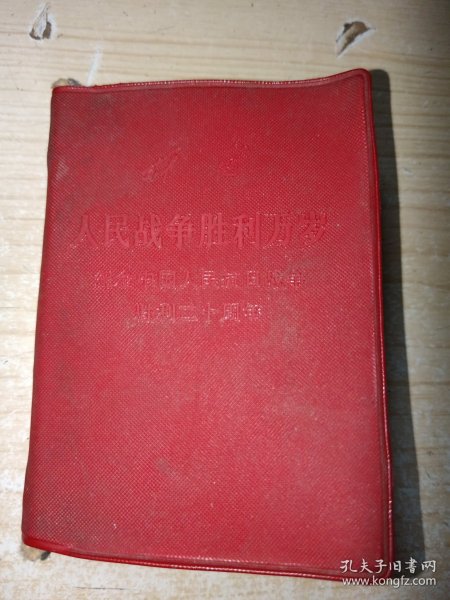 人民战争胜利万岁
纪念中国人民抗日战争
胜利二十周年
孔夫子旧书网
www.kongfz.com